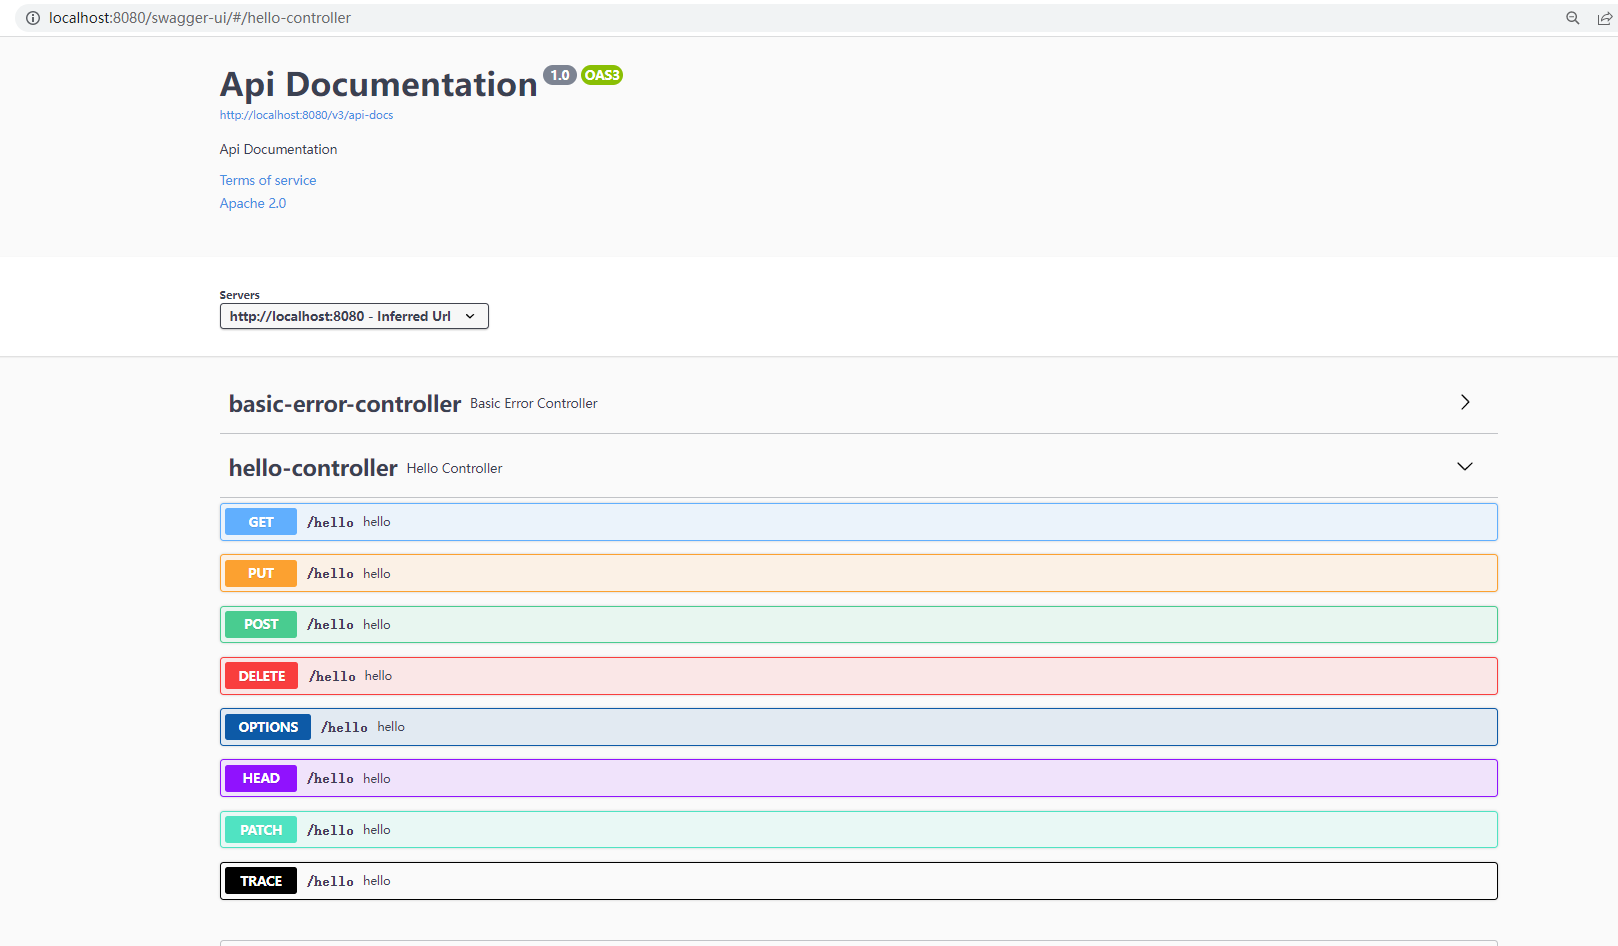 localhost:8080/swagger-ui/#/hello-controller
Api Documentation 1.0 OAS3
http://localhost:8080/v3/api-docs
Api Documentation
Terms of service
Apache 2.0
Servers
http://localhost:8080 - Inferred Url
basic-error-controller Basic Error Controller
hello-controller Hello Controller
GET /hello hello
PUT /hello hello
POST /hello hello
DELETE /hello hello
OPTIONS /hello hello
HEAD /hello hello
PATCH /hello hello
TRACE /hello hello